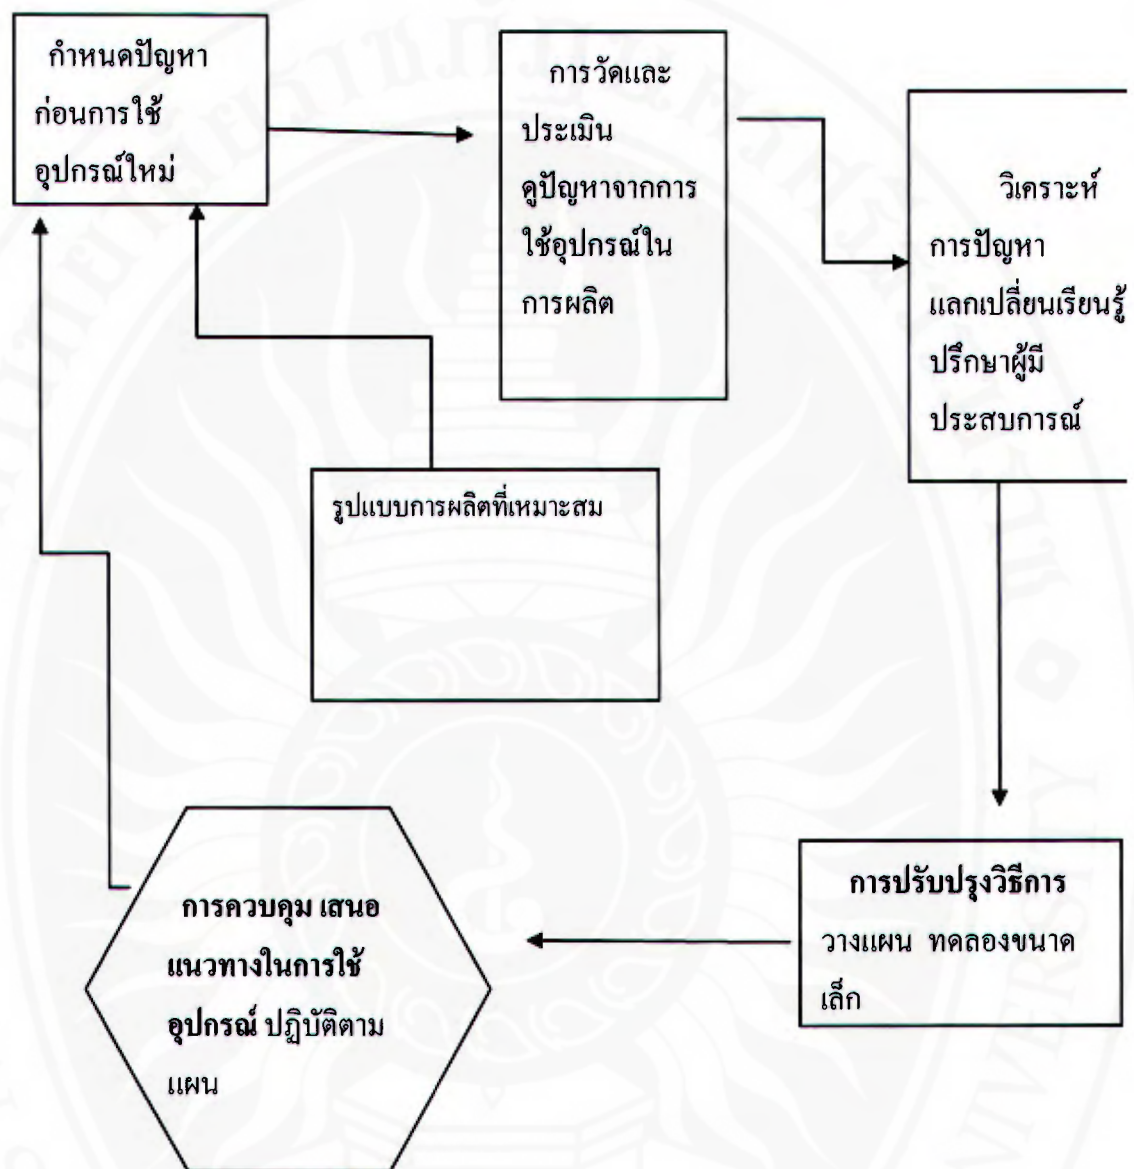 กำหนดปัญหา
ก่อนการใช้
อุปกรณ์ใหม่
การวัดและ
ประเมิน
ดูปัญหาจากการ
ใช้อุปกรณ์ใน
การผลิต
วิเคราะห์
การปัญหา
แลกเปลี่ยนเรียนรู้
ปรึกษาผู้มี
ประสบการณ์
รูปแบบการผลิตที่เหมาะสม
การปรับปรุงวิธีการ
วางแผน ทดลองขนาด
เล็ก
การควบคุม เสนอ
แนวทางในการใช้
อุปกรณ์ ปฏิบัติตาม
แผน